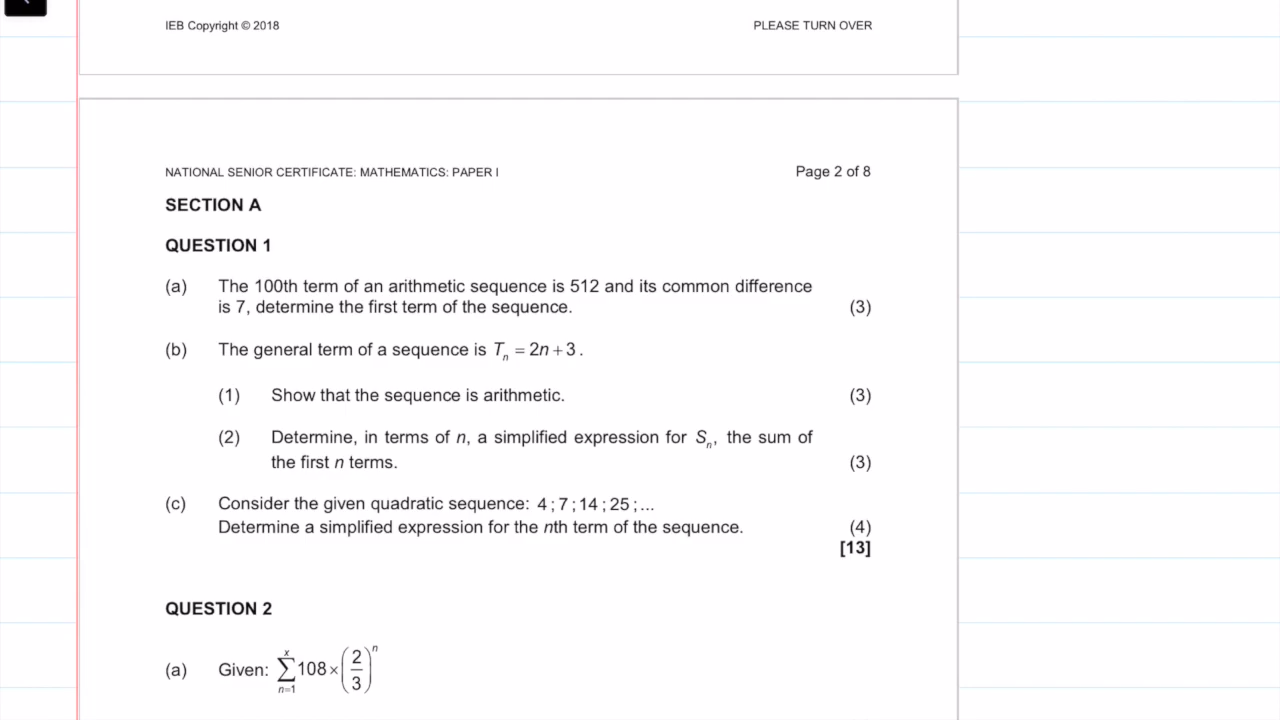 IEB Copyright © 2018 PLEASE TURN OVER
NATIONAL SENIOR CERTIFICATE: MATHEMATICS: PAPER I Page 2 of 8
SECTION A
QUESTION 1
(a) The 100th term of an arithmetic sequence is 512 and its common difference
is 7, determine the first term of the sequence. (3)
(b) The general term of a sequence is Tₙ = 2n + 3.
(1) Show that the sequence is arithmetic. (3)
(2) Determine, in terms of n, a simplified expression for Sₙ, the sum of
the first n terms. (3)
(c) Consider the given quadratic sequence: 4 ; 7 ; 14 ; 25 ; ...
Determine a simplified expression for the nth term of the sequence. (4)
[13]
QUESTION 2
(a) Given: \sum_{n=1}^{x} 108 × (2/3)^n